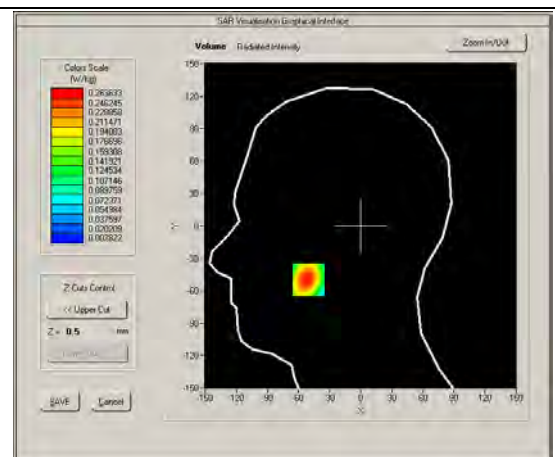 SAR Visualisation Graphical Interface
Volume Radiated Intensity
Zoom In/Out
Colors Scale
(W/kg)
0.263633
0.246245
0.228858
0.211471
0.194083
0.176696
0.159308
0.141921
0.124534
0.107146
0.089759
0.072371
0.054984
0.037597
0.020209
0.002822
150
120
90
60
30
0
-30
-60
-90
-120
-150
Y
-150 -120 -90 -60 -30 0 30 60 90 120 150
X
Z Cuts Control
<< Upper Cut
Z = 0.5 mm
SAVE
Cancel